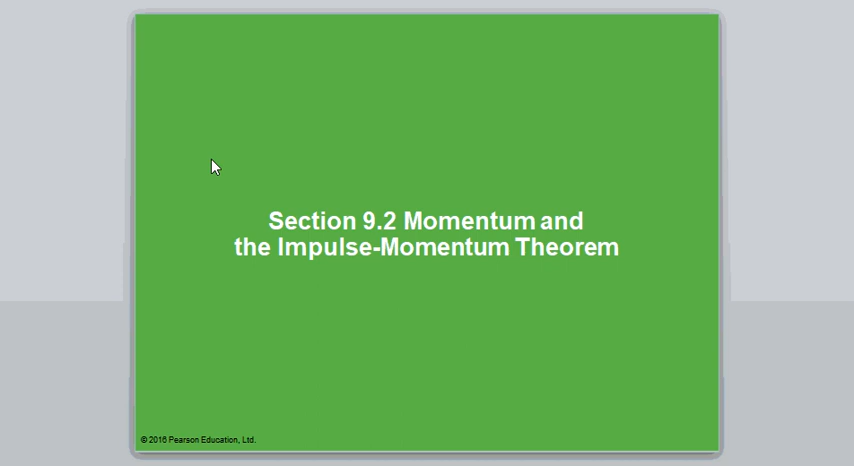 Section 9.2 Momentum and
the Impulse-Momentum Theorem
© 2016 Pearson Education, Ltd.